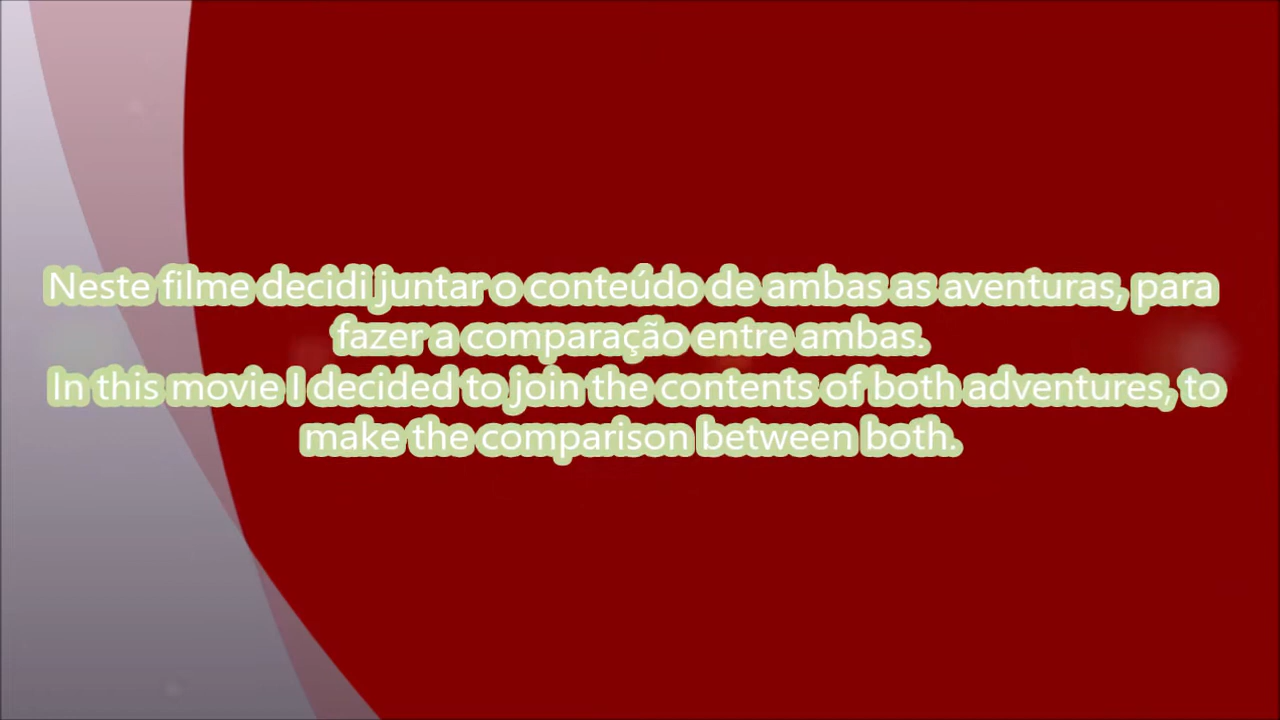 Neste filme decidi juntar o conteúdo de ambas as aventuras, para
fazer a comparação entre ambas.
In this movie I decided to join the contents of both adventures, to
make the comparison between both.